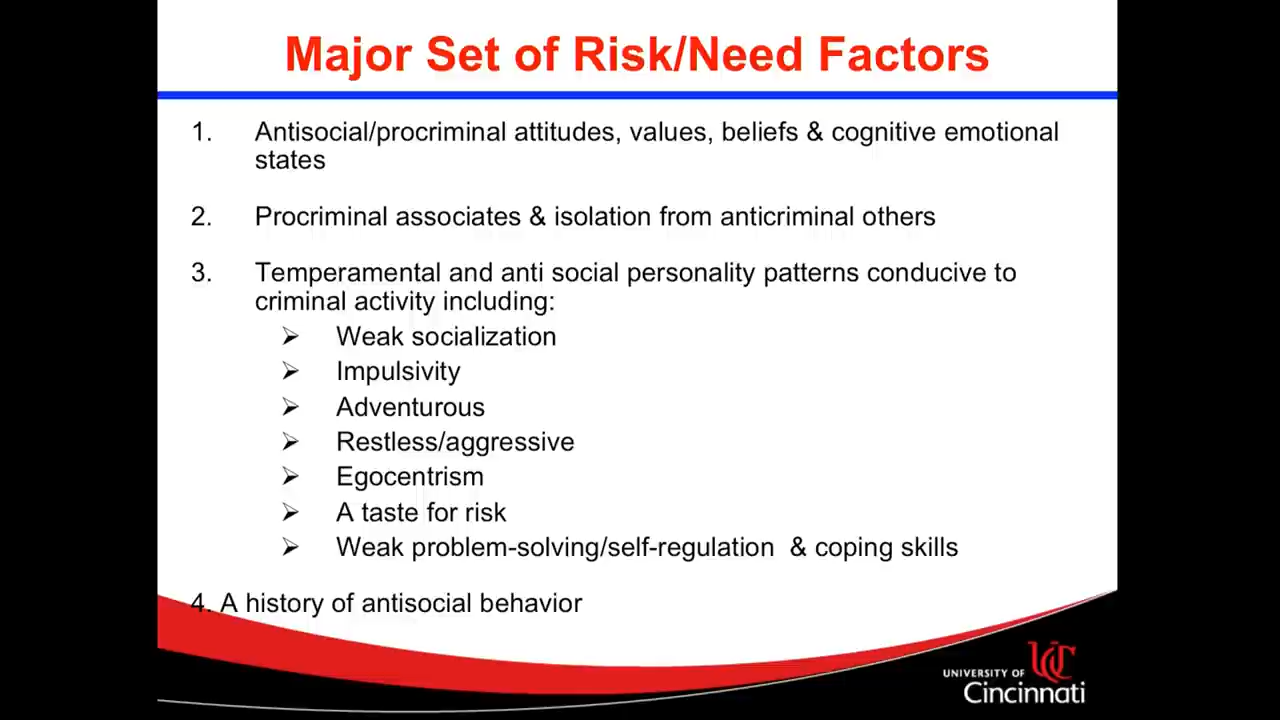 Major Set of Risk/Need Factors
1. Antisocial/procriminal attitudes, values, beliefs & cognitive emotional
states
2. Procriminal associates & isolation from anticriminal others
3. Temperamental and anti social personality patterns conducive to
criminal activity including:
➢ Weak socialization
➢ Impulsivity
➢ Adventurous
➢ Restless/aggressive
➢ Egocentrism
➢ A taste for risk
➢ Weak problem-solving/self-regulation & coping skills
4. A history of antisocial behavior
UC
UNIVERSITY OF
Cincinnati